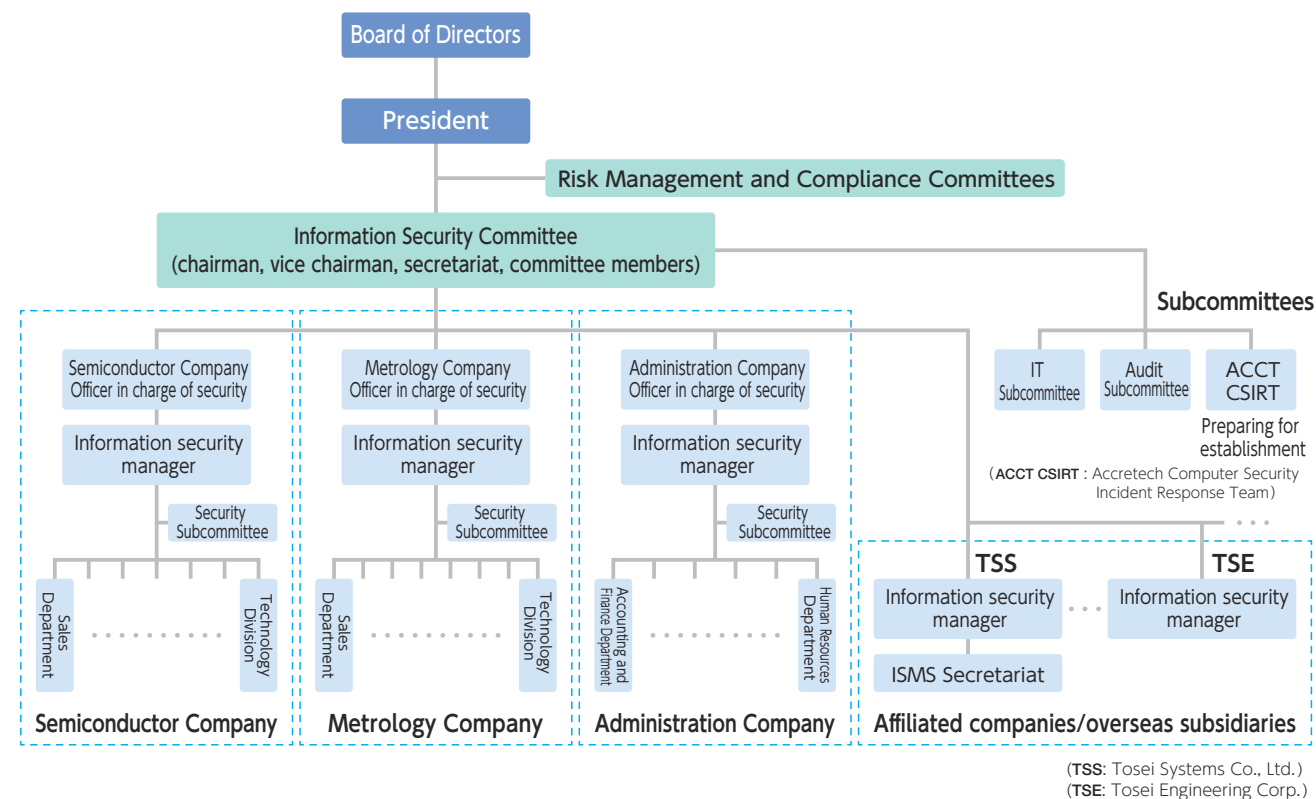 Board of Directors
President
Risk Management and Compliance Committees
Information Security Committee
(chairman, vice chairman, secretariat, committee members)
Subcommittees
IT
Subcommittee
Audit
Subcommittee
ACCT
CSIRT
Preparing for
establishment
(ACCT CSIRT : Accretech Computer Security
Incident Response Team)
Semiconductor Company
Officer in charge of security
Information security
manager
Security
Subcommittee
Sales
Department
Technology
Division
Semiconductor Company
Metrology Company
Officer in charge of security
Information security
manager
Security
Subcommittee
Sales
Department
Technology
Division
Metrology Company
Administration Company
Officer in charge of security
Information security
manager
Security
Subcommittee
Accounting and
Finance Department
Human Resources
Department
Administration Company
TSS
Information security
manager
ISMS Secretariat
TSE
Information security
manager
Affiliated companies/overseas subsidiaries
(TSS: Tosei Systems Co., Ltd.)
(TSE: Tosei Engineering Corp.)